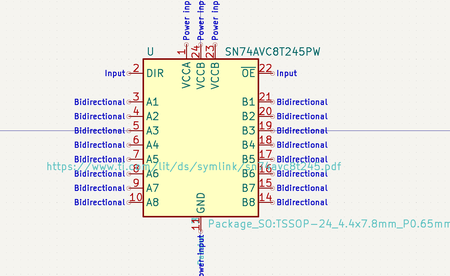 Power inp
Power inp
Power inp
1
24
23
U
SN74AVC8T245PW
VCCA
VCCB
VCCB
Input 2 DIR
OE 22 Input
Bidirectional 3 A1 B1 21 Bidirectional
Bidirectional 4 A2 B2 20 Bidirectional
Bidirectional 5 A3 B3 19 Bidirectional
Bidirectional 6 A4 B4 18 Bidirectional
Bidirectional 7 A5 B5 17 Bidirectional
https://www.ti.com/lit/ds/symlink/sn74avc8t245.pdf
Bidirectional 8 A6 B6 16 Bidirectional
Bidirectional 9 A7 B7 15 Bidirectional
Bidirectional 10 A8 B8 14 Bidirectional
GND
11
Package_SO:TSSOP-24_4.4x7.8mm_P0.65mm
Power input